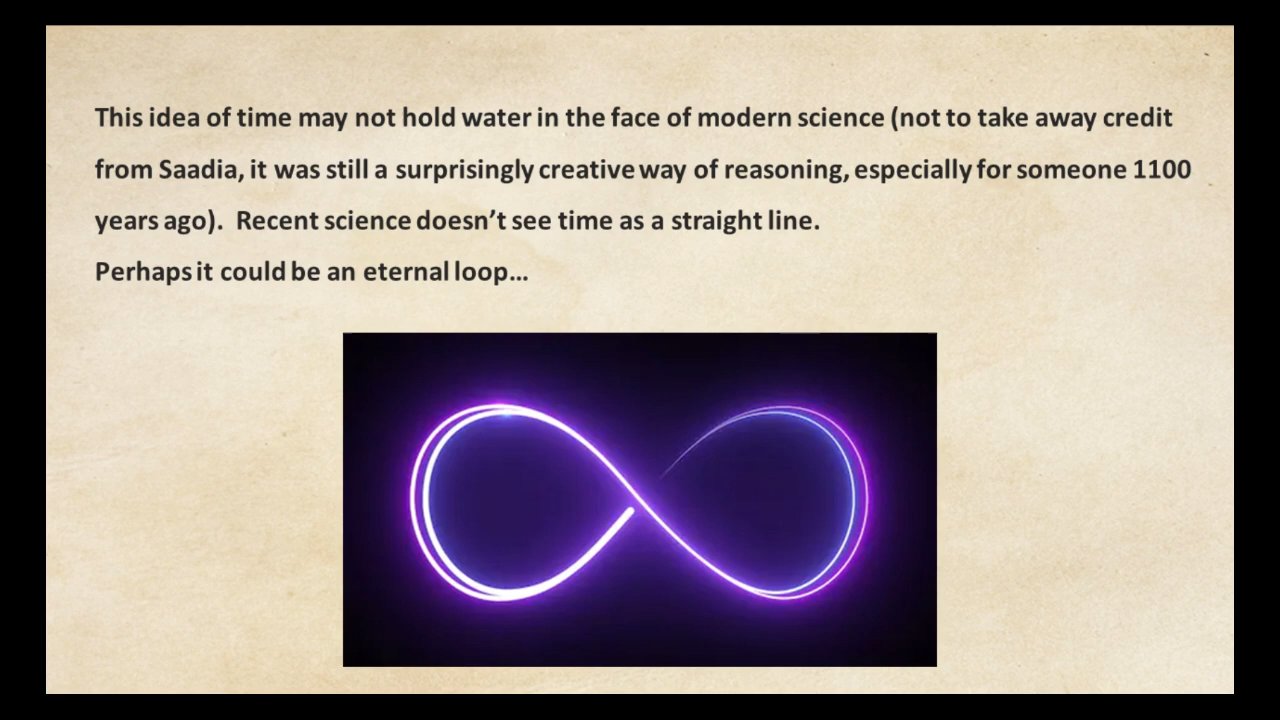 This idea of time may not hold water in the face of modern science (not to take away credit
from Saadia, it was still a surprisingly creative way of reasoning, especially for someone 1100
years ago).  Recent science doesn’t see time as a straight line.
Perhaps it could be an eternal loop…